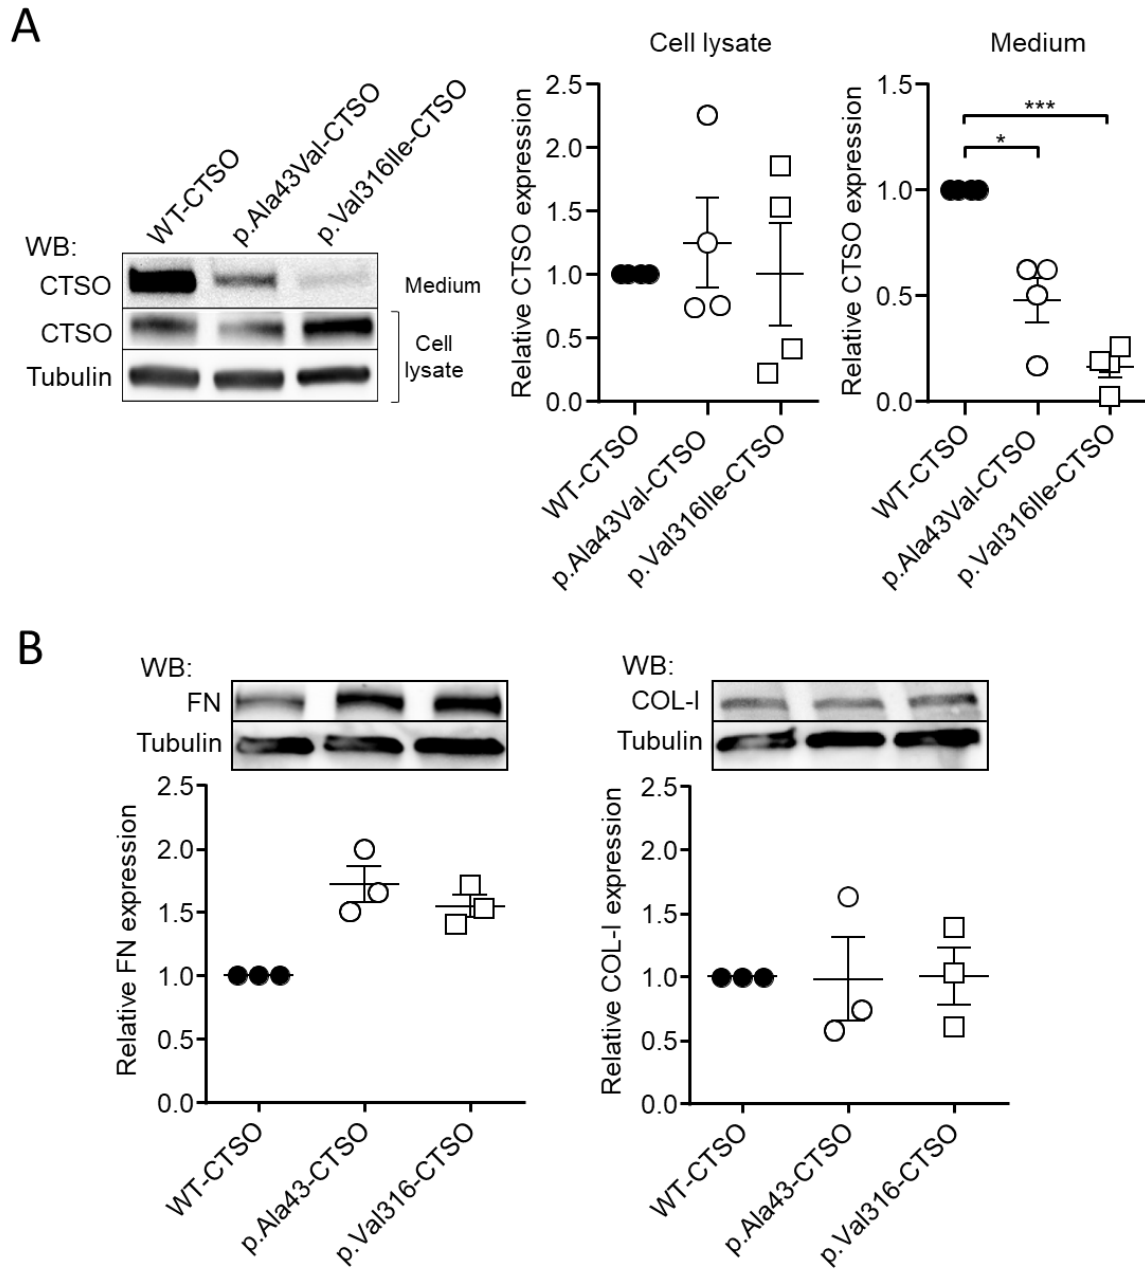 A
WT-CTSO
p.Ala43Val-CTSO
p.Val316Ile-CTSO
WB:
CTSO
Medium
CTSO
Tubulin
Cell
lysate
Cell lysate
Relative CTSO expression
2.5
2.0
1.5
1.0
0.5
0.0
WT-CTSO
p.Ala43Val-CTSO
p.Val316Ile-CTSO
Medium
Relative CTSO expression
1.5
1.0
0.5
0.0
***
*
WT-CTSO
p.Ala43Val-CTSO
p.Val316Ile-CTSO
B
WB:
FN
Tubulin
Relative FN expression
2.5
2.0
1.5
1.0
0.5
0.0
WT-CTSO
p.Ala43-CTSO
p.Val316-CTSO
WB:
COL-I
Tubulin
Relative COL-I expression
2.5
2.0
1.5
1.0
0.5
0.0
WT-CTSO
p.Ala43-CTSO
p.Val316-CTSO